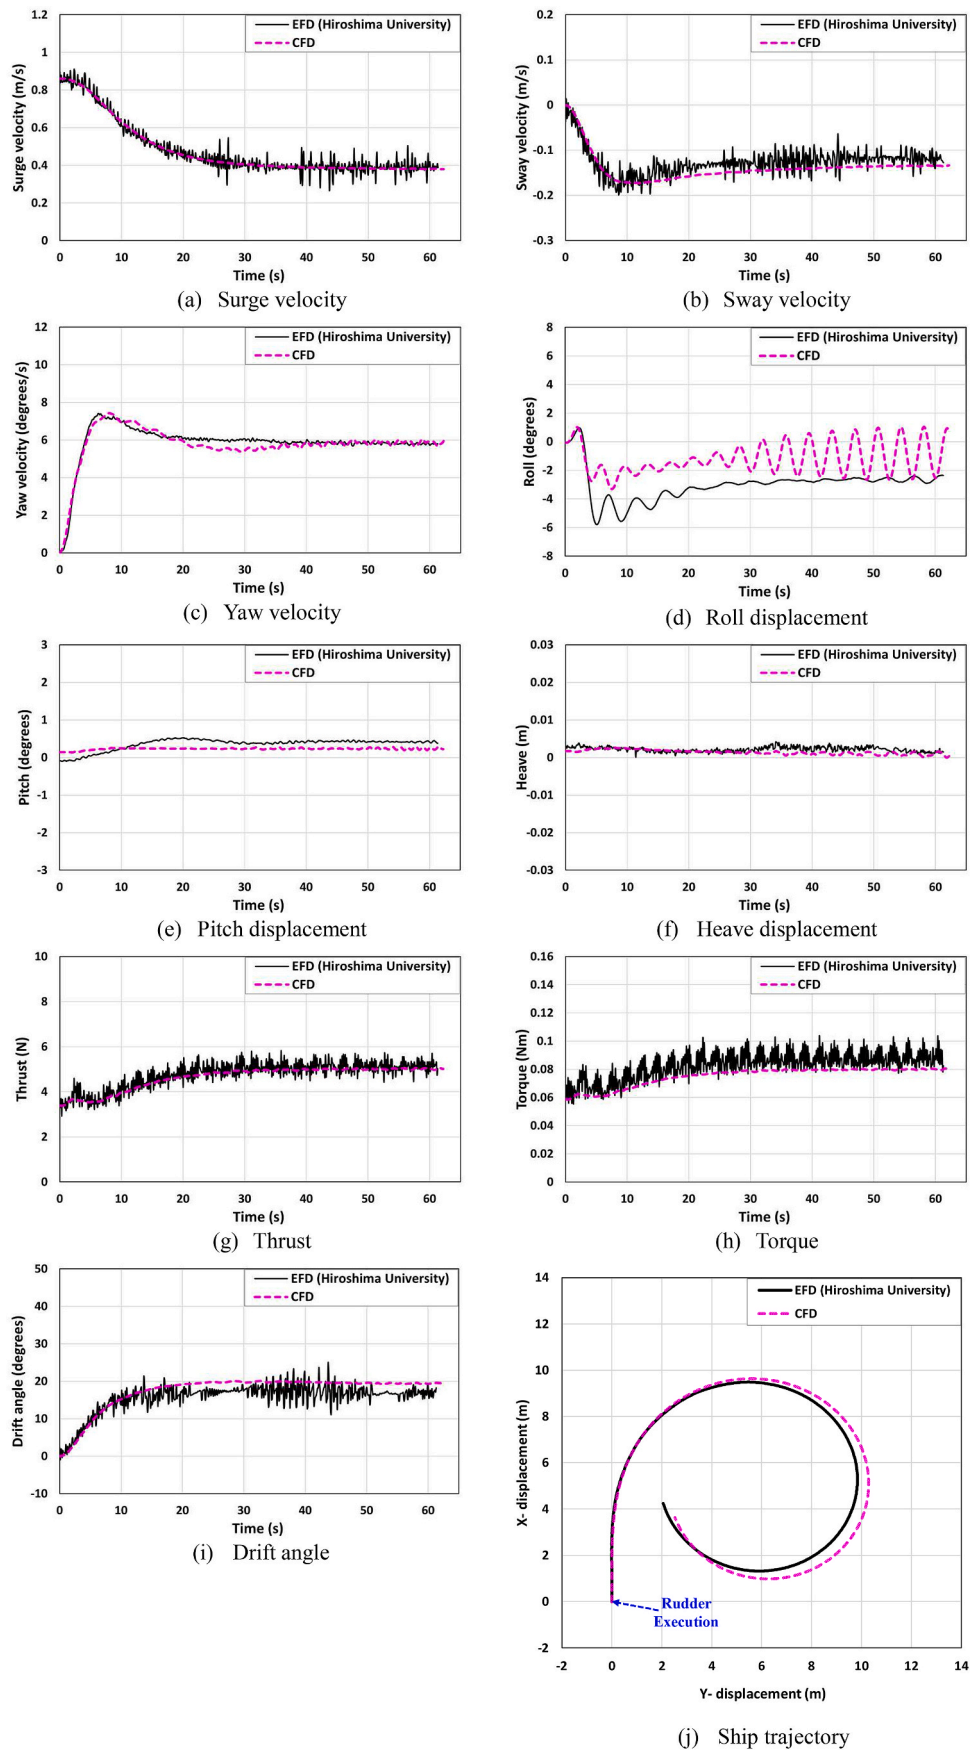 1.2
1
0.8
0.6
0.4
0.2
0
Surge velocity (m/s)
EFD (Hiroshima University)
CFD
0 10 20 30 40 50 60
Time (s)
(a) Surge velocity
0.2
0.1
0
-0.1
-0.2
-0.3
Sway velocity (m/s)
EFD (Hiroshima University)
CFD
0 10 20 30 40 50 60
Time (s)
(b) Sway velocity
12
10
8
6
4
2
0
Yaw velocity (degrees/s)
EFD (Hiroshima University)
CFD
0 10 20 30 40 50 60
Time (s)
(c) Yaw velocity
8
6
4
2
0
-2
-4
-6
-8
Roll (degrees)
EFD (Hiroshima University)
CFD
0 10 20 30 40 50 60
Time (s)
(d) Roll displacement
3
2
1
0
-1
-2
-3
Pitch (degrees)
EFD (Hiroshima University)
CFD
0 10 20 30 40 50 60
Time (s)
(e) Pitch displacement
0.03
0.02
0.01
0
-0.01
-0.02
-0.03
Heave (m)
EFD (Hiroshima University)
CFD
0 10 20 30 40 50 60
Time (s)
(f) Heave displacement
10
8
6
4
2
0
Thrust (N)
EFD (Hiroshima University)
CFD
0 10 20 30 40 50 60
Time (s)
(g) Thrust
0.16
0.14
0.12
0.1
0.08
0.06
0.04
0.02
0
Torque (Nm)
EFD (Hiroshima University)
CFD
0 10 20 30 40 50 60
Time (s)
(h) Torque
50
40
30
20
10
0
-10
Drift angle (degrees)
EFD (Hiroshima University)
CFD
0 10 20 30 40 50 60
Time (s)
(i) Drift angle
14
12
10
8
6
4
2
0
-2
X- displacement (m)
EFD (Hiroshima University)
CFD
Rudder
Execution
-2 0 2 4 6 8 10 12 14
Y- displacement (m)
(j) Ship trajectory